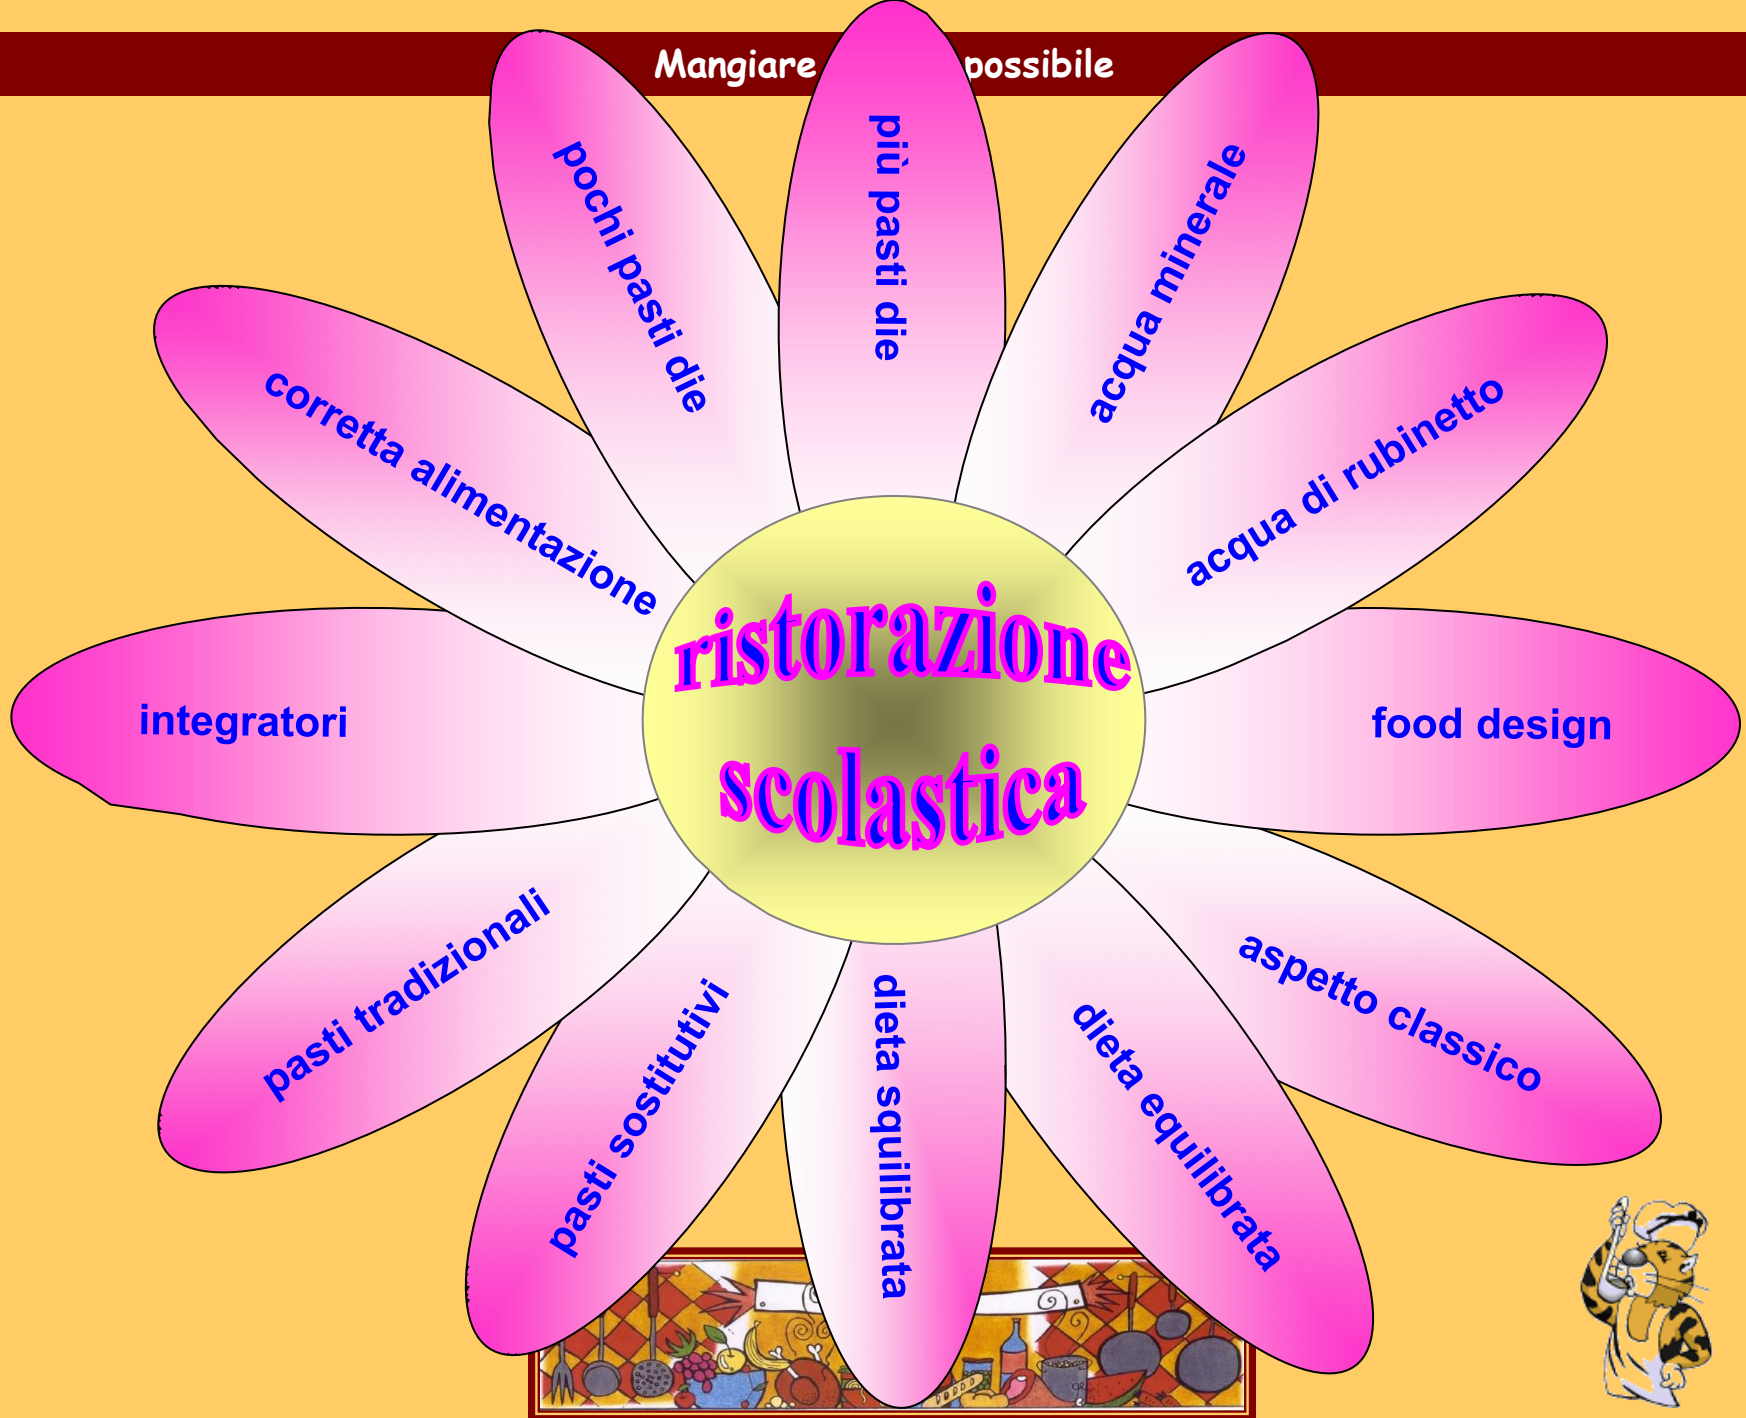 Mangiare possibile
più pasti die
acqua minerale
acqua di rubinetto
food design
aspetto classico
dieta equilibrata
dieta squilibrata
pasti sostitutivi
pasti tradizionali
integratori
corretta alimentazione
pochi pasti die
ristorazione
scolastica